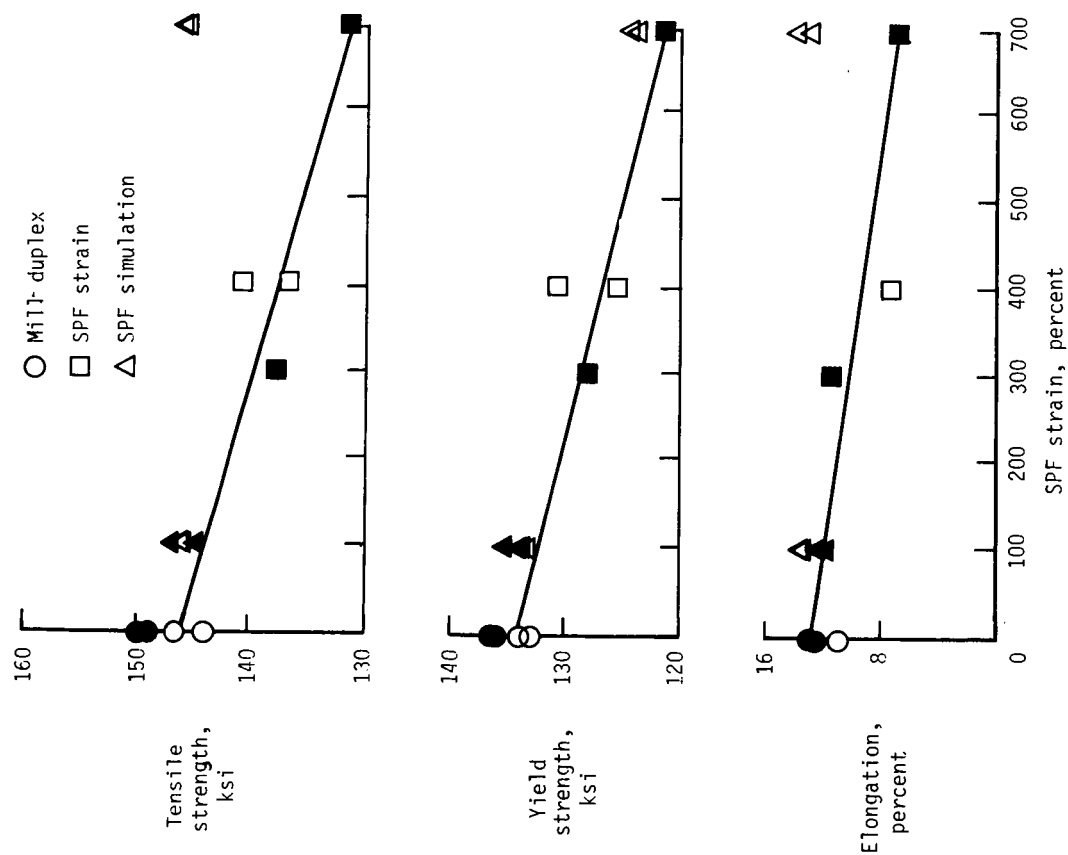 Mill-duplex
SPF strain
SPF simulation
160
150
140
130
Tensile
strength,
ksi
140
130
120
Yield
strength,
ksi
16
8
0
100
200
300
400
500
600
700
Elongation,
percent
SPF strain, percent